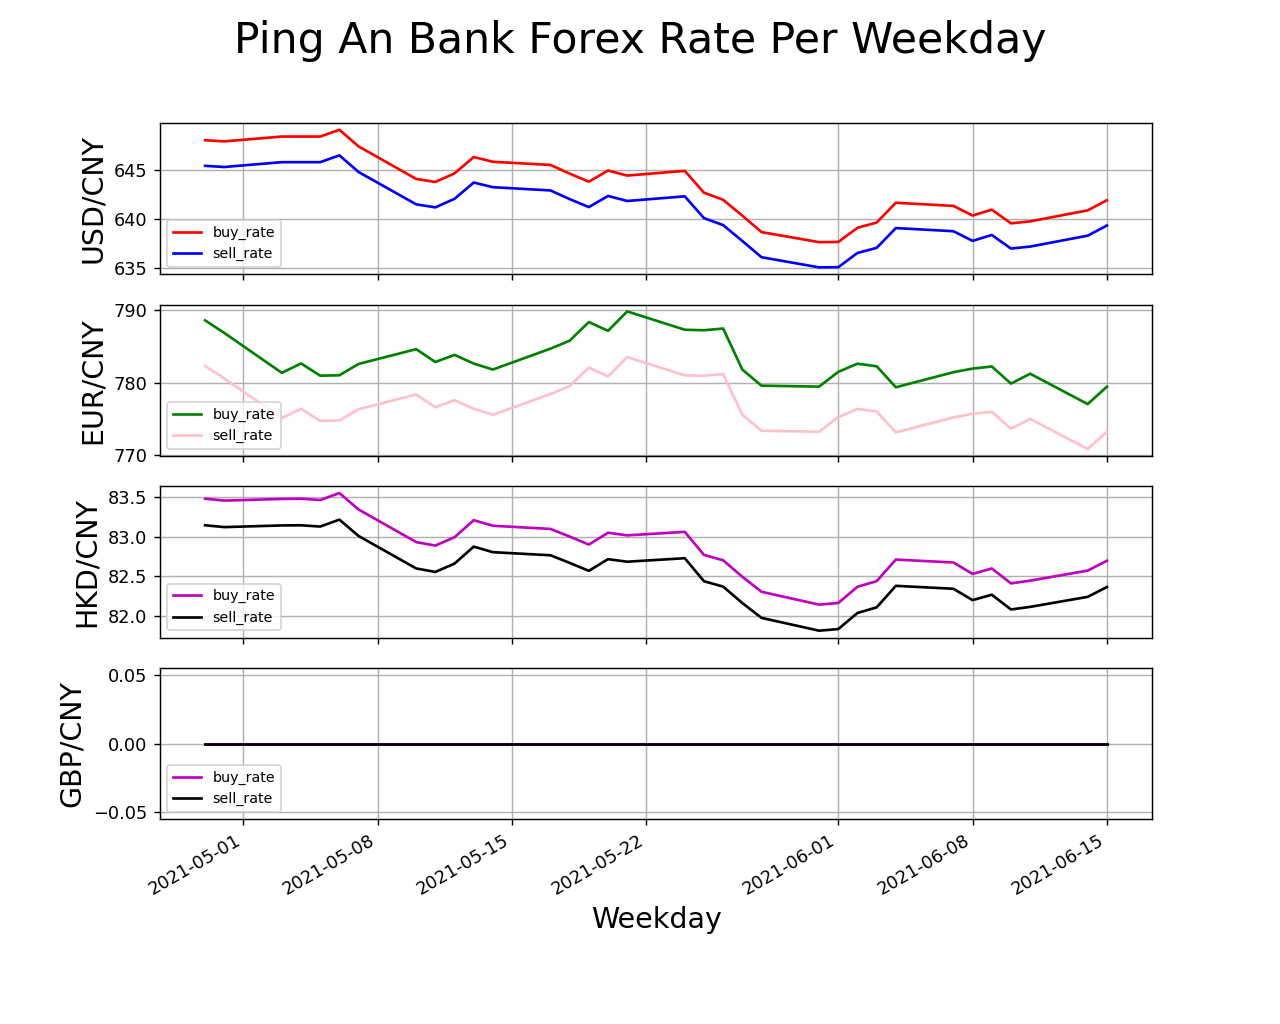 Ping An Bank Forex Rate Per Weekday
USD/CNY
645
640
635
buy_rate
sell_rate
EUR/CNY
790
780
770
buy_rate
sell_rate
HKD/CNY
83.5
83.0
82.5
82.0
buy_rate
sell_rate
GBP/CNY
0.05
0.00
−0.05
buy_rate
sell_rate
2021-05-01
2021-05-08
2021-05-15
2021-05-22
2021-06-01
2021-06-08
2021-06-15
Weekday